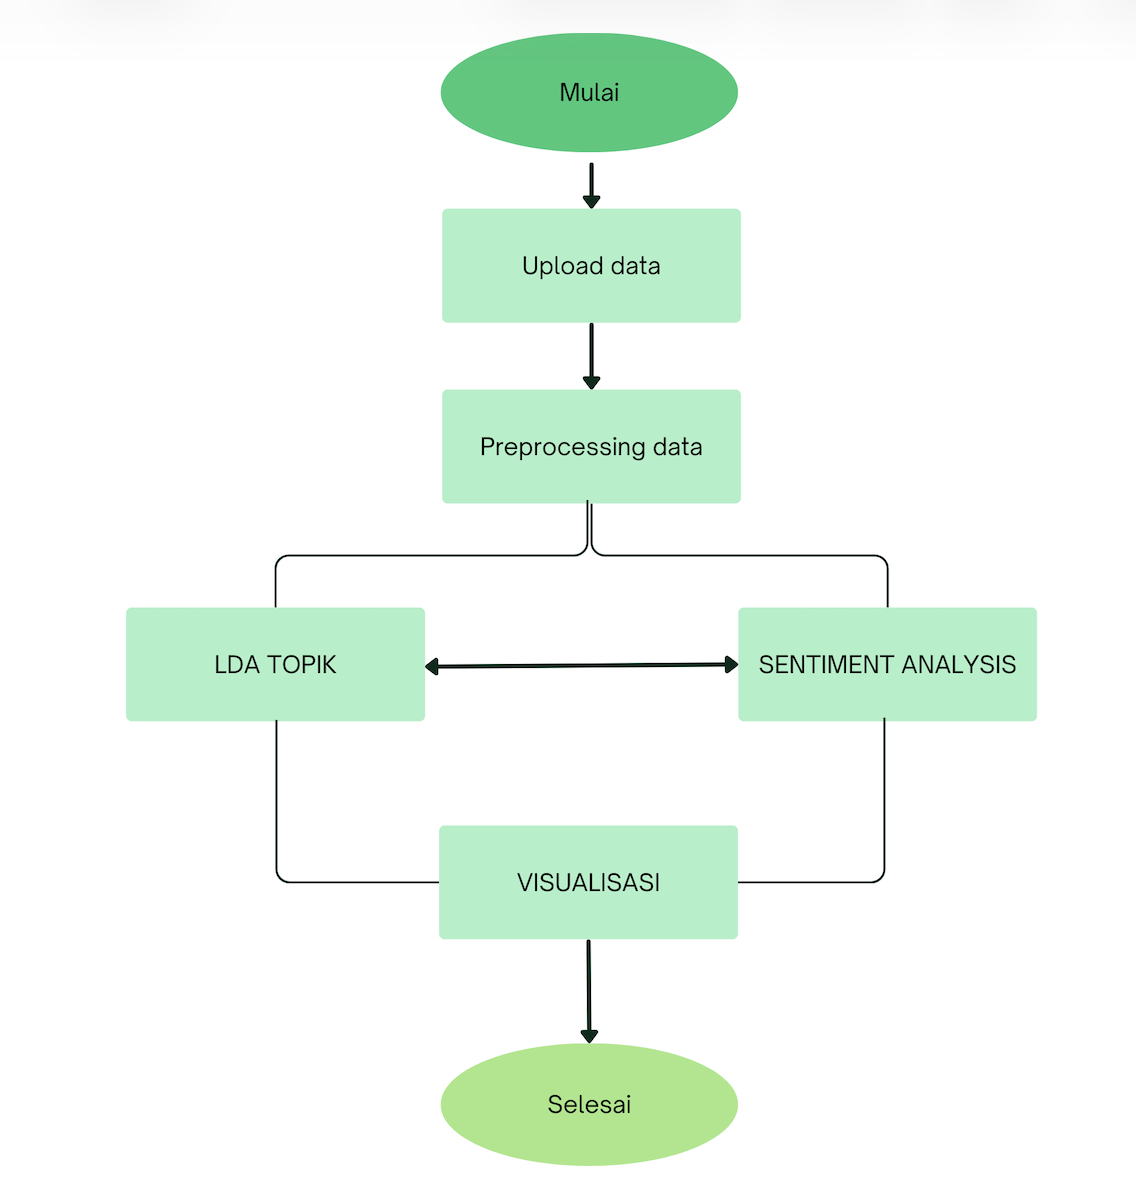 Mulai
Upload data
Preprocessing data
LDA TOPIK
SENTIMENT ANALYSIS
VISUALISASI
Selesai